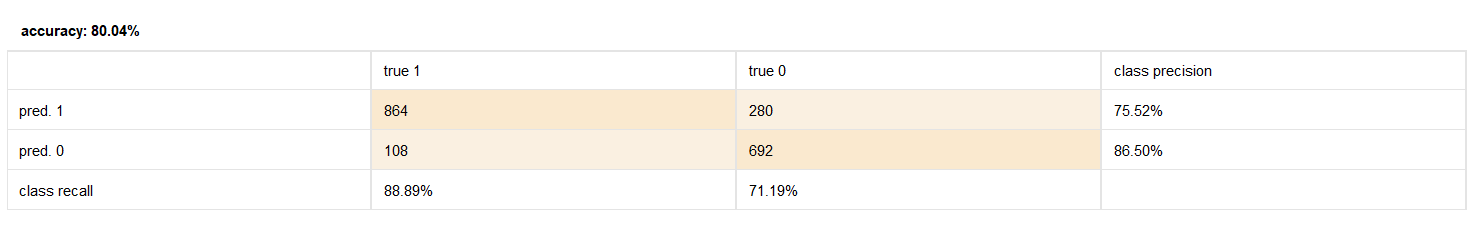 accuracy: 80.04%
true 1 true 0 class precision
pred. 1 864 280 75.52%
pred. 0 108 692 86.50%
class recall 88.89% 71.19%